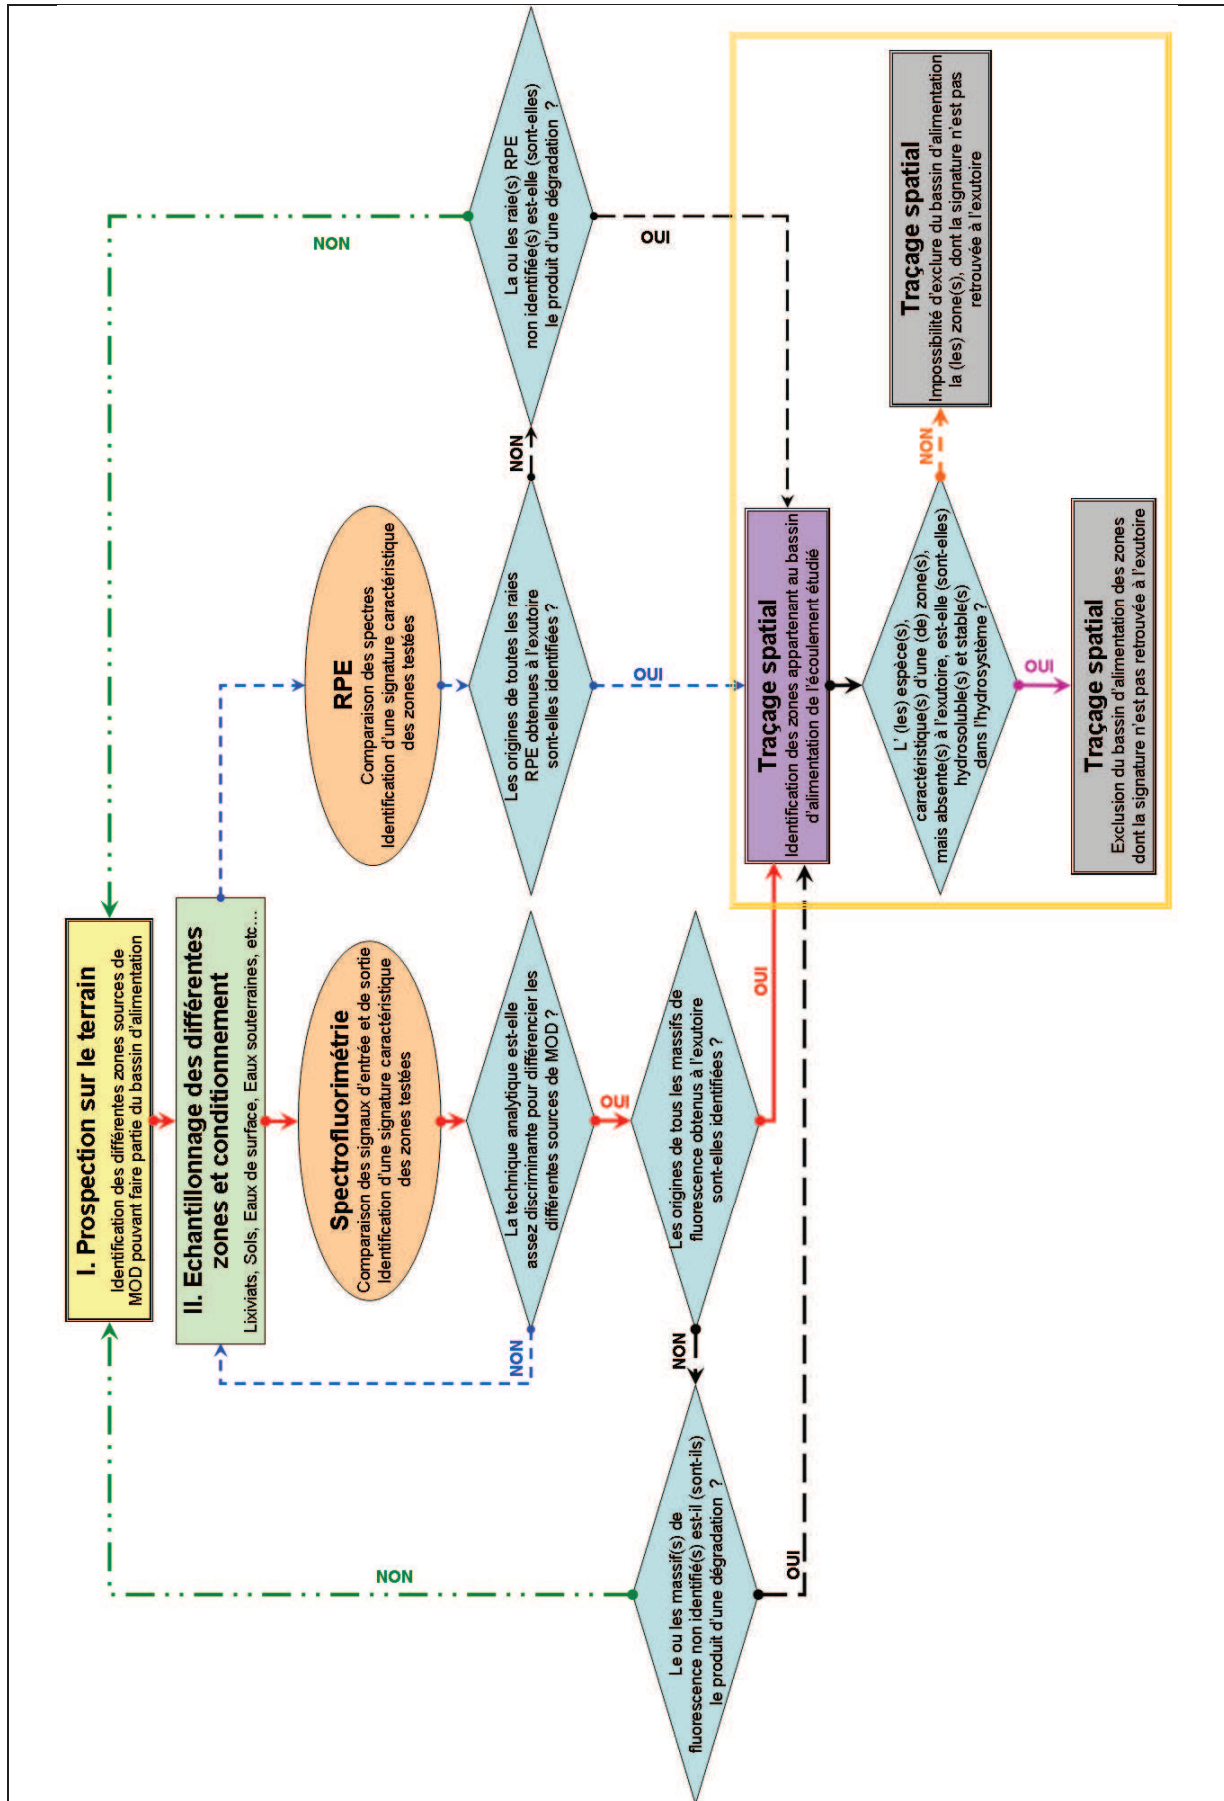 I. Prospection sur le terrain
Identification des différentes zones sources de
MOD pouvant faire partie du bassin d'alimentation
II. Echantillonnage des différentes
zones et conditionnement
Lixiviats, Sols, Eaux de surface, Eaux souterraines, etc...
Spectrofluorimétrie
Comparaison des signaux d'entrée et de sortie
Identification d'une signature caractéristique
des zones testées
RPE
Comparaison des spectres
Identification d'une signature caractéristique
des zones testées
La technique analytique est-elle
assez discriminante pour différencier les
différentes sources de MOD ?
NON
OUI
Les origines de toutes les raies
RPE obtenues à l'exutoire
sont-elles identifiées ?
NON
OUI
La ou les raie(s) RPE
non identifiée(s) est-elle (sont-elles)
le produit d'une dégradation ?
NON
OUI
Les origines de tous les massifs de
fluorescence obtenus à l'exutoire
sont-elles identifiées ?
NON
OUI
Le ou les massif(s) de
fluorescence non identifié(s) est-il (sont-ils)
le produit d'une dégradation ?
NON
OUI
Traçage spatial
Identification des zones appartenant au bassin
d'alimentation de l'écoulement étudié
L' (les) espèce(s),
caractéristique(s) d'une (de) zone(s),
mais absente(s) à l'exutoire, est-elle (sont-elles)
hydrosoluble(s) et stable(s)
dans l'hydrosystème ?
NON
OUI
Traçage spatial
Impossibilité d'exclure du bassin d'alimentation
la (les) zone(s), dont la signature n'est pas
retrouvée à l'exutoire
Traçage spatial
Exclusion du bassin d'alimentation des zones
dont la signature n'est pas retrouvée à l'exutoire